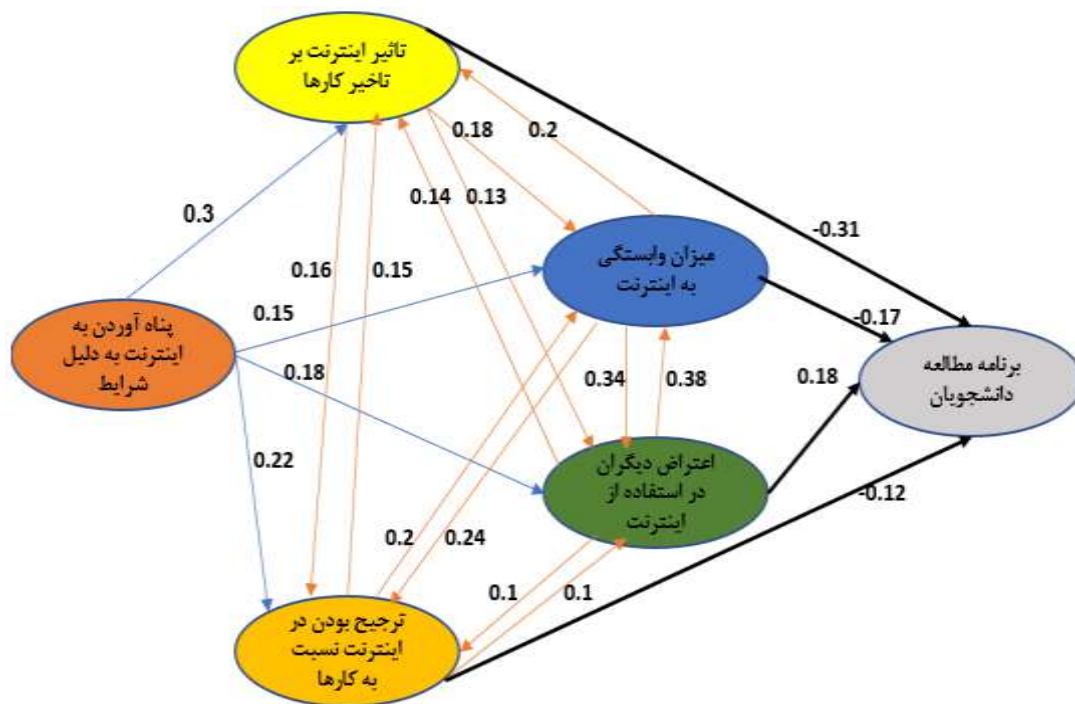 تاثیر اینترنت بر
تاخیر کارها
0.18
0.2
0.14
0.13
0.3
-0.31
میزان وابستگی
به اینترنت
0.16
0.15
0.15
-0.17
پناه آوردن به
اینترنت به دلیل
شرایط
برنامه مطالعه
دانشجویان
0.18
0.34
0.38
0.18
0.22
اعتراض دیگران
در استفاده از
اینترنت
-0.12
0.2
0.24
0.1
0.1
ترجیح بودن در
اینترنت نسبت
به کارها